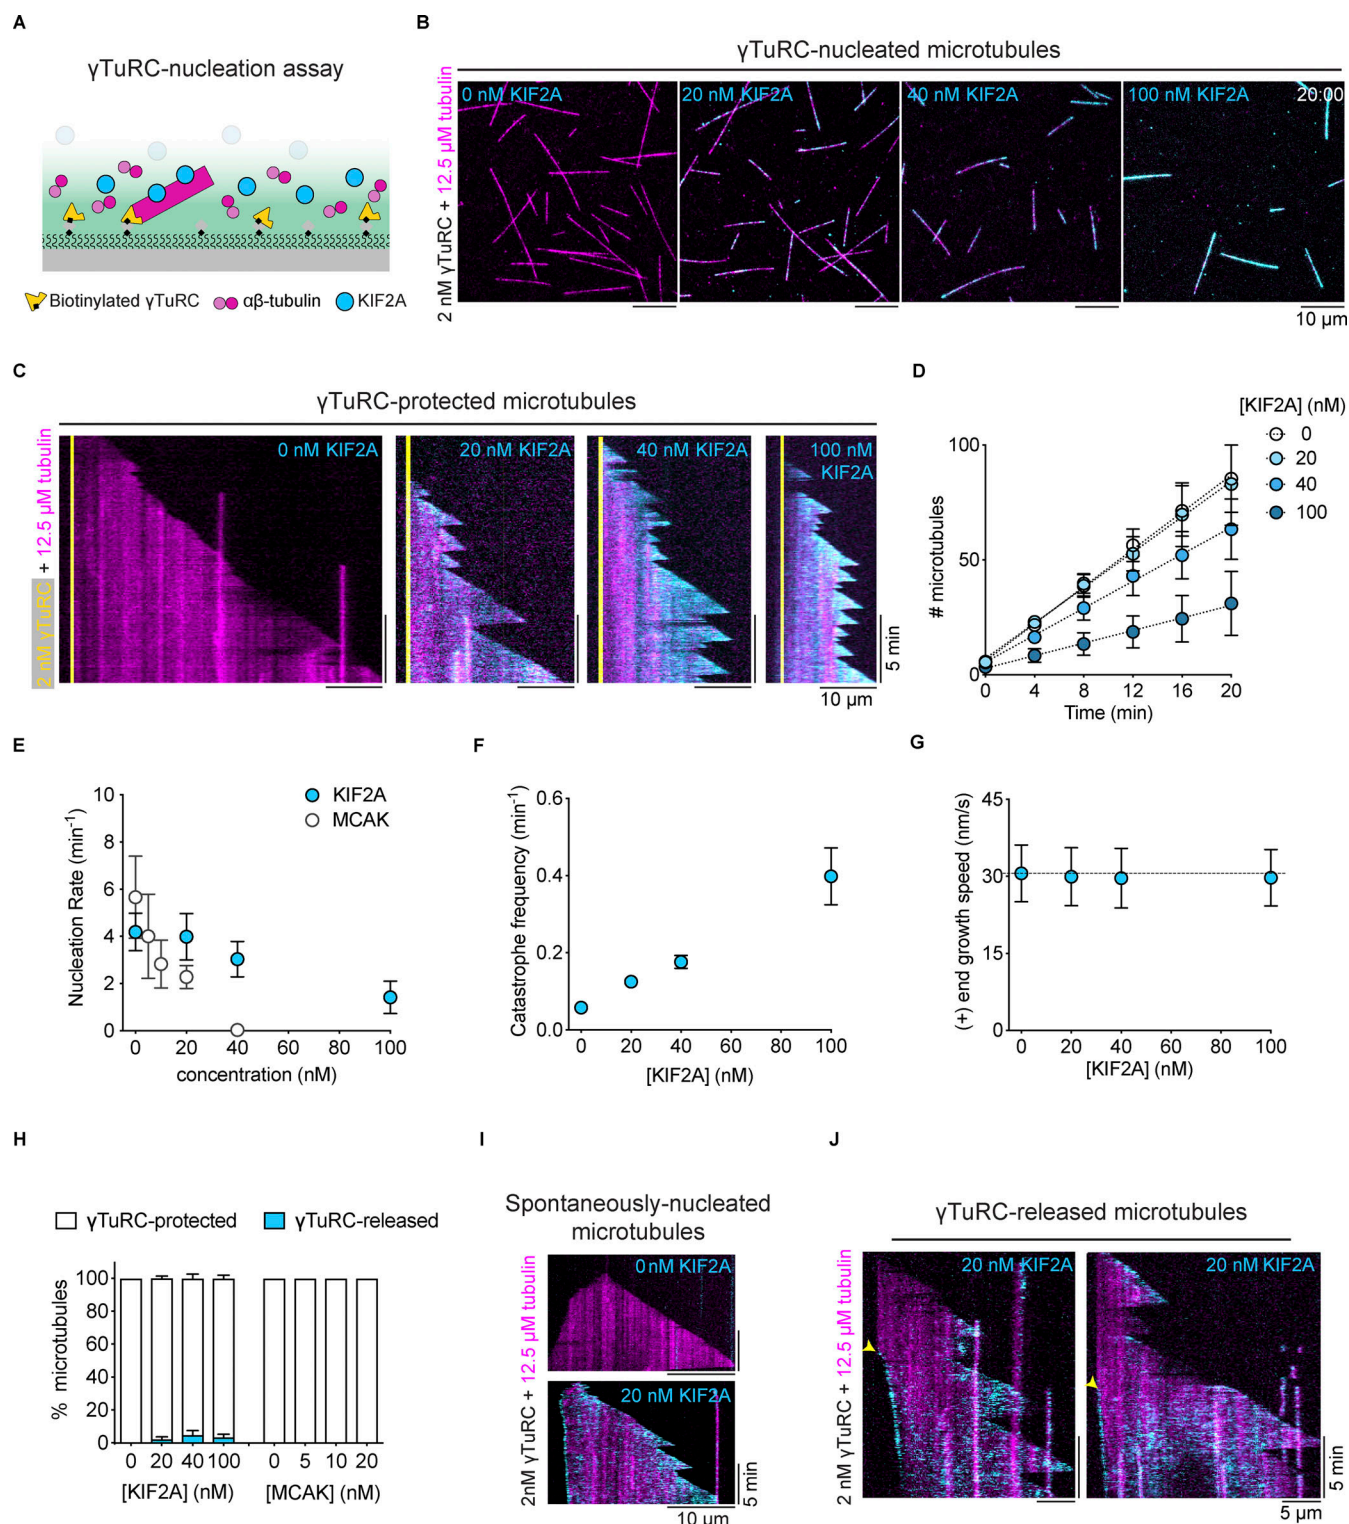 A
γTuRC-nucleation assay
Biotinylated γTuRC
αβ-tubulin
KIF2A
B
γTuRC-nucleated microtubules
2 nM γTuRC + 12.5 µM tubulin
0 nM KIF2A
20 nM KIF2A
40 nM KIF2A
100 nM KIF2A
20:00
10 µm
C
γTuRC-protected microtubules
2 nM γTuRC + 12.5 µM tubulin
0 nM KIF2A
20 nM KIF2A
40 nM KIF2A
100 nM
KIF2A
5 min
10 µm
D
[KIF2A] (nM)
0
20
40
100
# microtubules
100
50
0
0 4 8 12 16 20
Time (min)
E
Nucleation Rate (min⁻¹)
10
8
6
4
2
0
0 20 40 60 80 100
concentration (nM)
KIF2A
MCAK
F
Catastrophe frequency (min⁻¹)
0.6
0.4
0.2
0.0
0 20 40 60 80 100
[KIF2A] (nM)
G
(+) end growth speed (nm/s)
45
30
15
0
0 20 40 60 80 100
[KIF2A] (nM)
H
γTuRC-protected
γTuRC-released
% microtubules
100
80
60
40
20
0
0 20 40 100 0 5 10 20
[KIF2A] (nM) [MCAK] (nM)
I
Spontaneously-nucleated
microtubules
2nM γTuRC + 12.5 µM tubulin
0 nM KIF2A
20 nM KIF2A
5 min
10 µm
J
γTuRC-released microtubules
2 nM γTuRC + 12.5 µM tubulin
20 nM KIF2A
20 nM KIF2A
5 min
5 µm